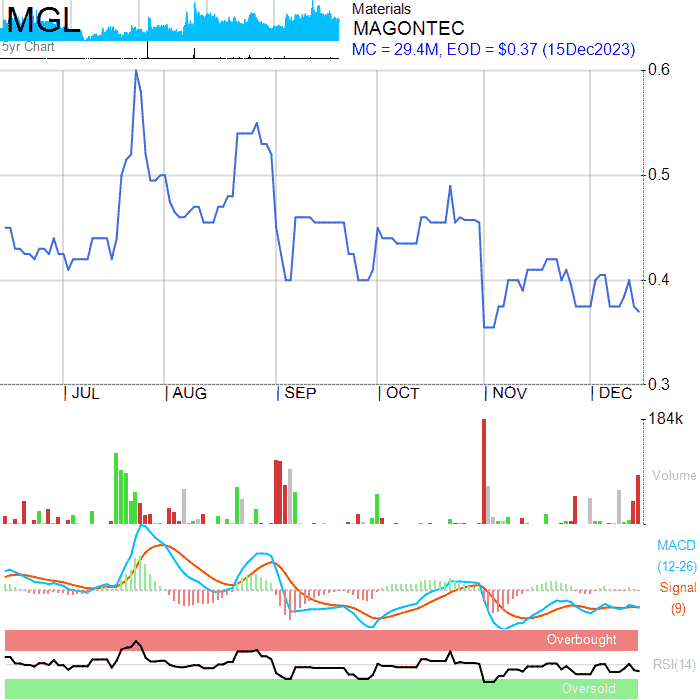 MGL
5yr Chart
Materials
MAGONTEC
MC = 29.4M, EOD = $0.37 (15Dec2023)
0.6
0.5
0.4
0.3
JUL AUG SEP OCT NOV DEC
184k
Volume
MACD
(12-26)
Signal
(9)
Overbought
RSI(14)
Oversold